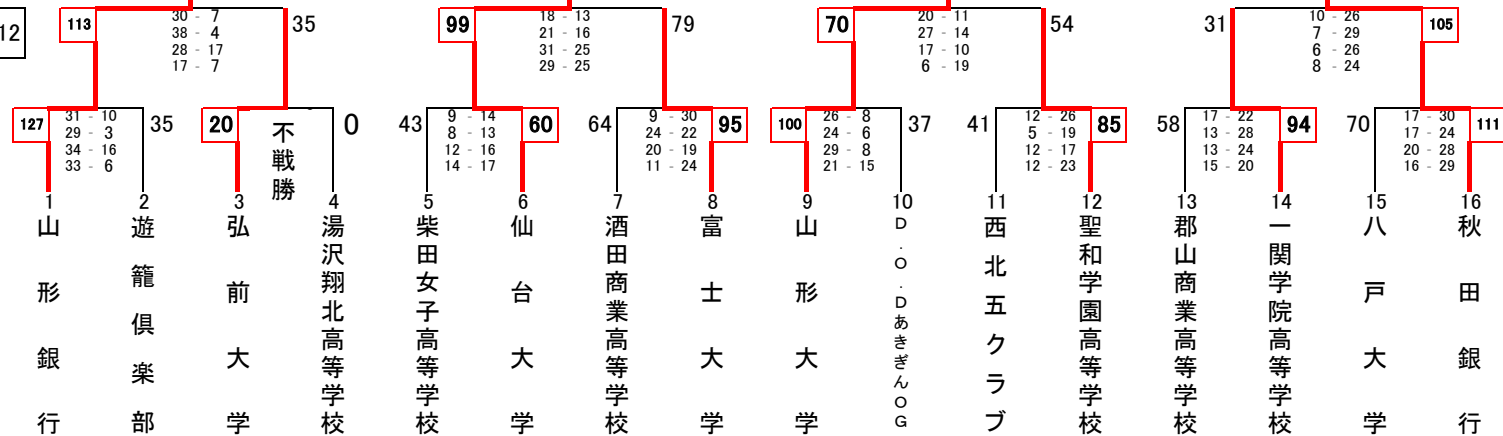 12
113
30 - 7
38 - 4
28 - 17
17 - 7
35
99
18 - 13
21 - 16
31 - 25
29 - 25
79
70
20 - 11
27 - 14
17 - 10
6 - 19
54
31
10 - 26
7 - 29
6 - 26
8 - 24
105
127
31 - 10
29 - 3
34 - 16
33 - 6
35
20
不戦勝
0
43
9 - 14
8 - 13
12 - 16
14 - 17
60
64
9 - 30
24 - 22
20 - 19
11 - 24
95
100
26 - 8
24 - 6
29 - 8
21 - 15
37
41
12 - 26
5 - 19
12 - 17
12 - 23
85
58
17 - 22
13 - 28
13 - 24
15 - 20
94
70
17 - 30
17 - 24
20 - 28
16 - 29
111
1
山形銀行
2
遊籠倶楽部
3
弘前大学
4
湯沢翔北高等学校
5
柴田女子高等学校
6
仙台大学
7
酒田商業高等学校
8
富士大学
9
山形大学
10
D.O.DあきぎんOG
11
西北五クラブ
12
聖和学園高等学校
13
郡山商業高等学校
14
一関学院高等学校
15
八戸大学
16
秋田銀行